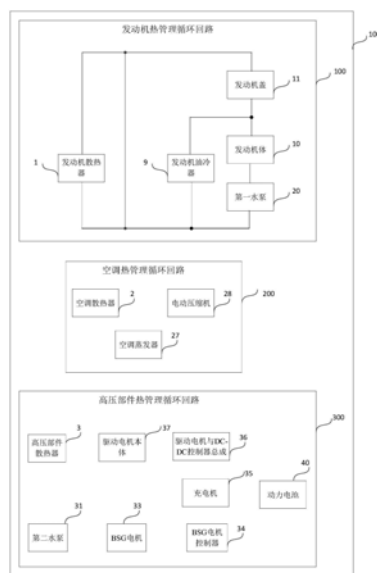 发动机热管理循环回路
发动机盖
11
100
10
发动机散热
器
1
发动机油冷
器
9
发动机体
10
第一水泵
20
空调热管理循环回路
空调散热器
2
电动压缩机
28
200
空调蒸发器
27
高压部件热管理循环回路
300
高压部件
散热器
3
驱动电机本
体
37
驱动电机与DC-
DC控制器总成
36
充电机
35
动力电池
40
第二水泵
31
BSG电机
33
BSG电机
控制器
34